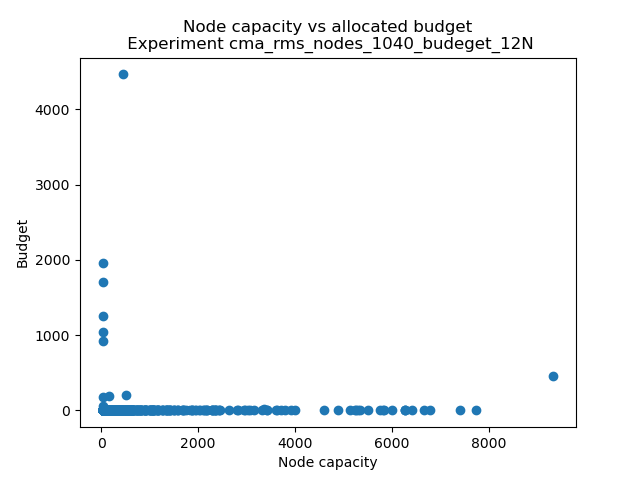 Node capacity vs allocated budget
Experiment cma_rms_nodes_1040_budeget_12N
Budget
4000
3000
2000
1000
0
0 2000 4000 6000 8000
Node capacity